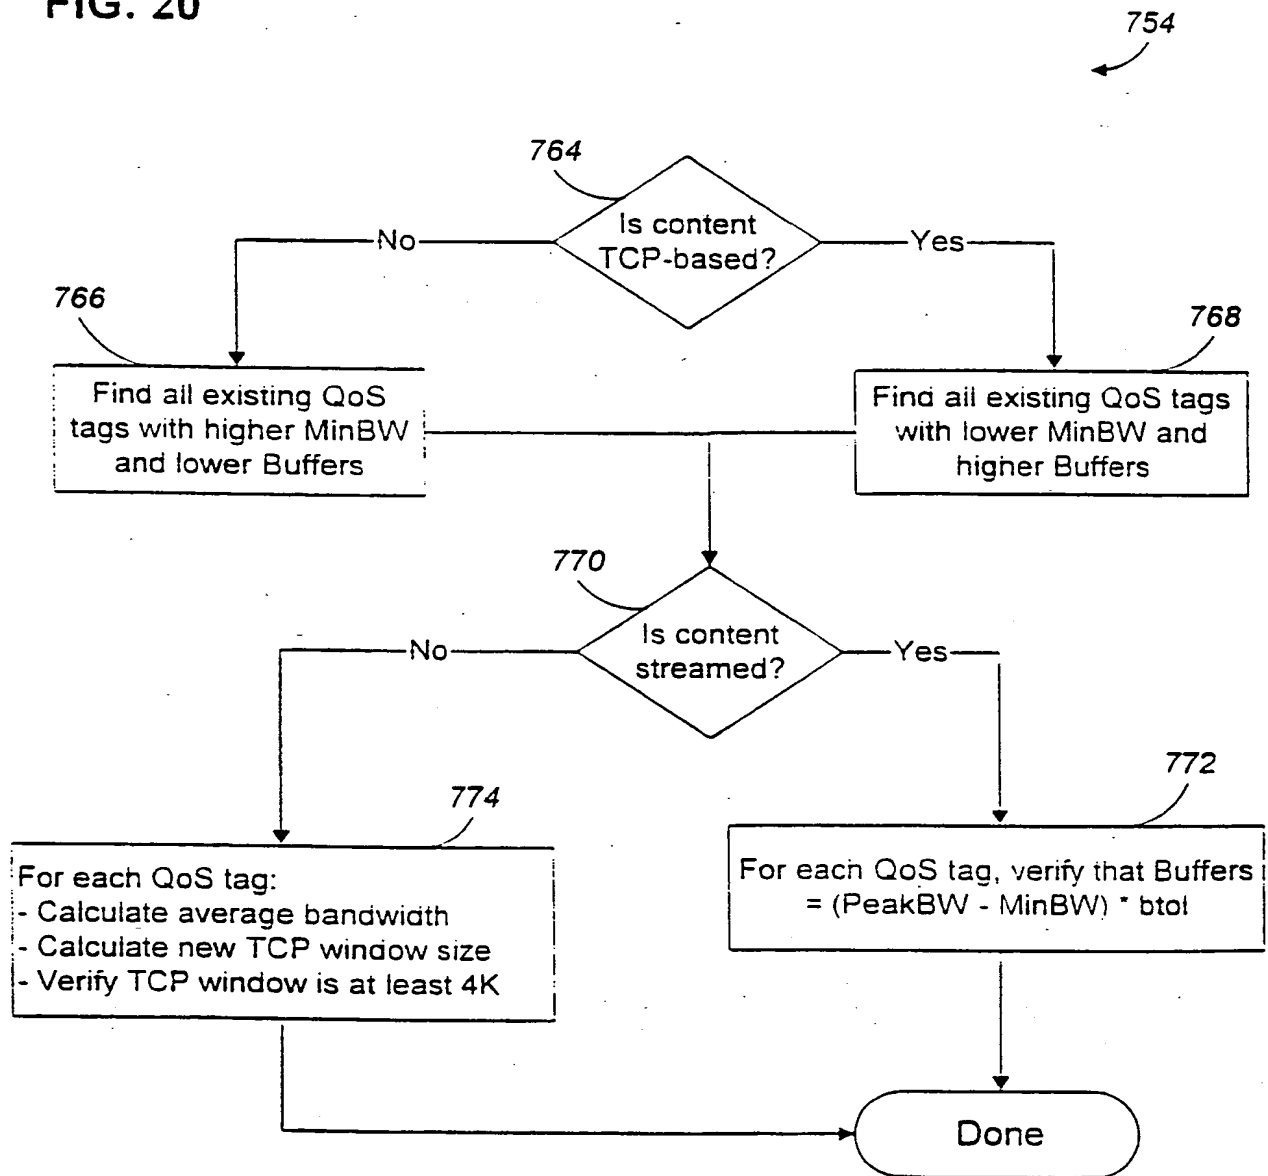 FIG. 20
754
764
Is content
TCP-based?
No
Yes
766
768
Find all existing QoS
tags with higher MinBW
and lower Buffers
Find all existing QoS tags
with lower MinBW and
higher Buffers
770
Is content
streamed?
No
Yes
774
772
For each QoS tag:
- Calculate average bandwidth
- Calculate new TCP window size
- Verify TCP window is at least 4K
For each QoS tag, verify that Buffers
= (PeakBW - MinBW) * btol
Done